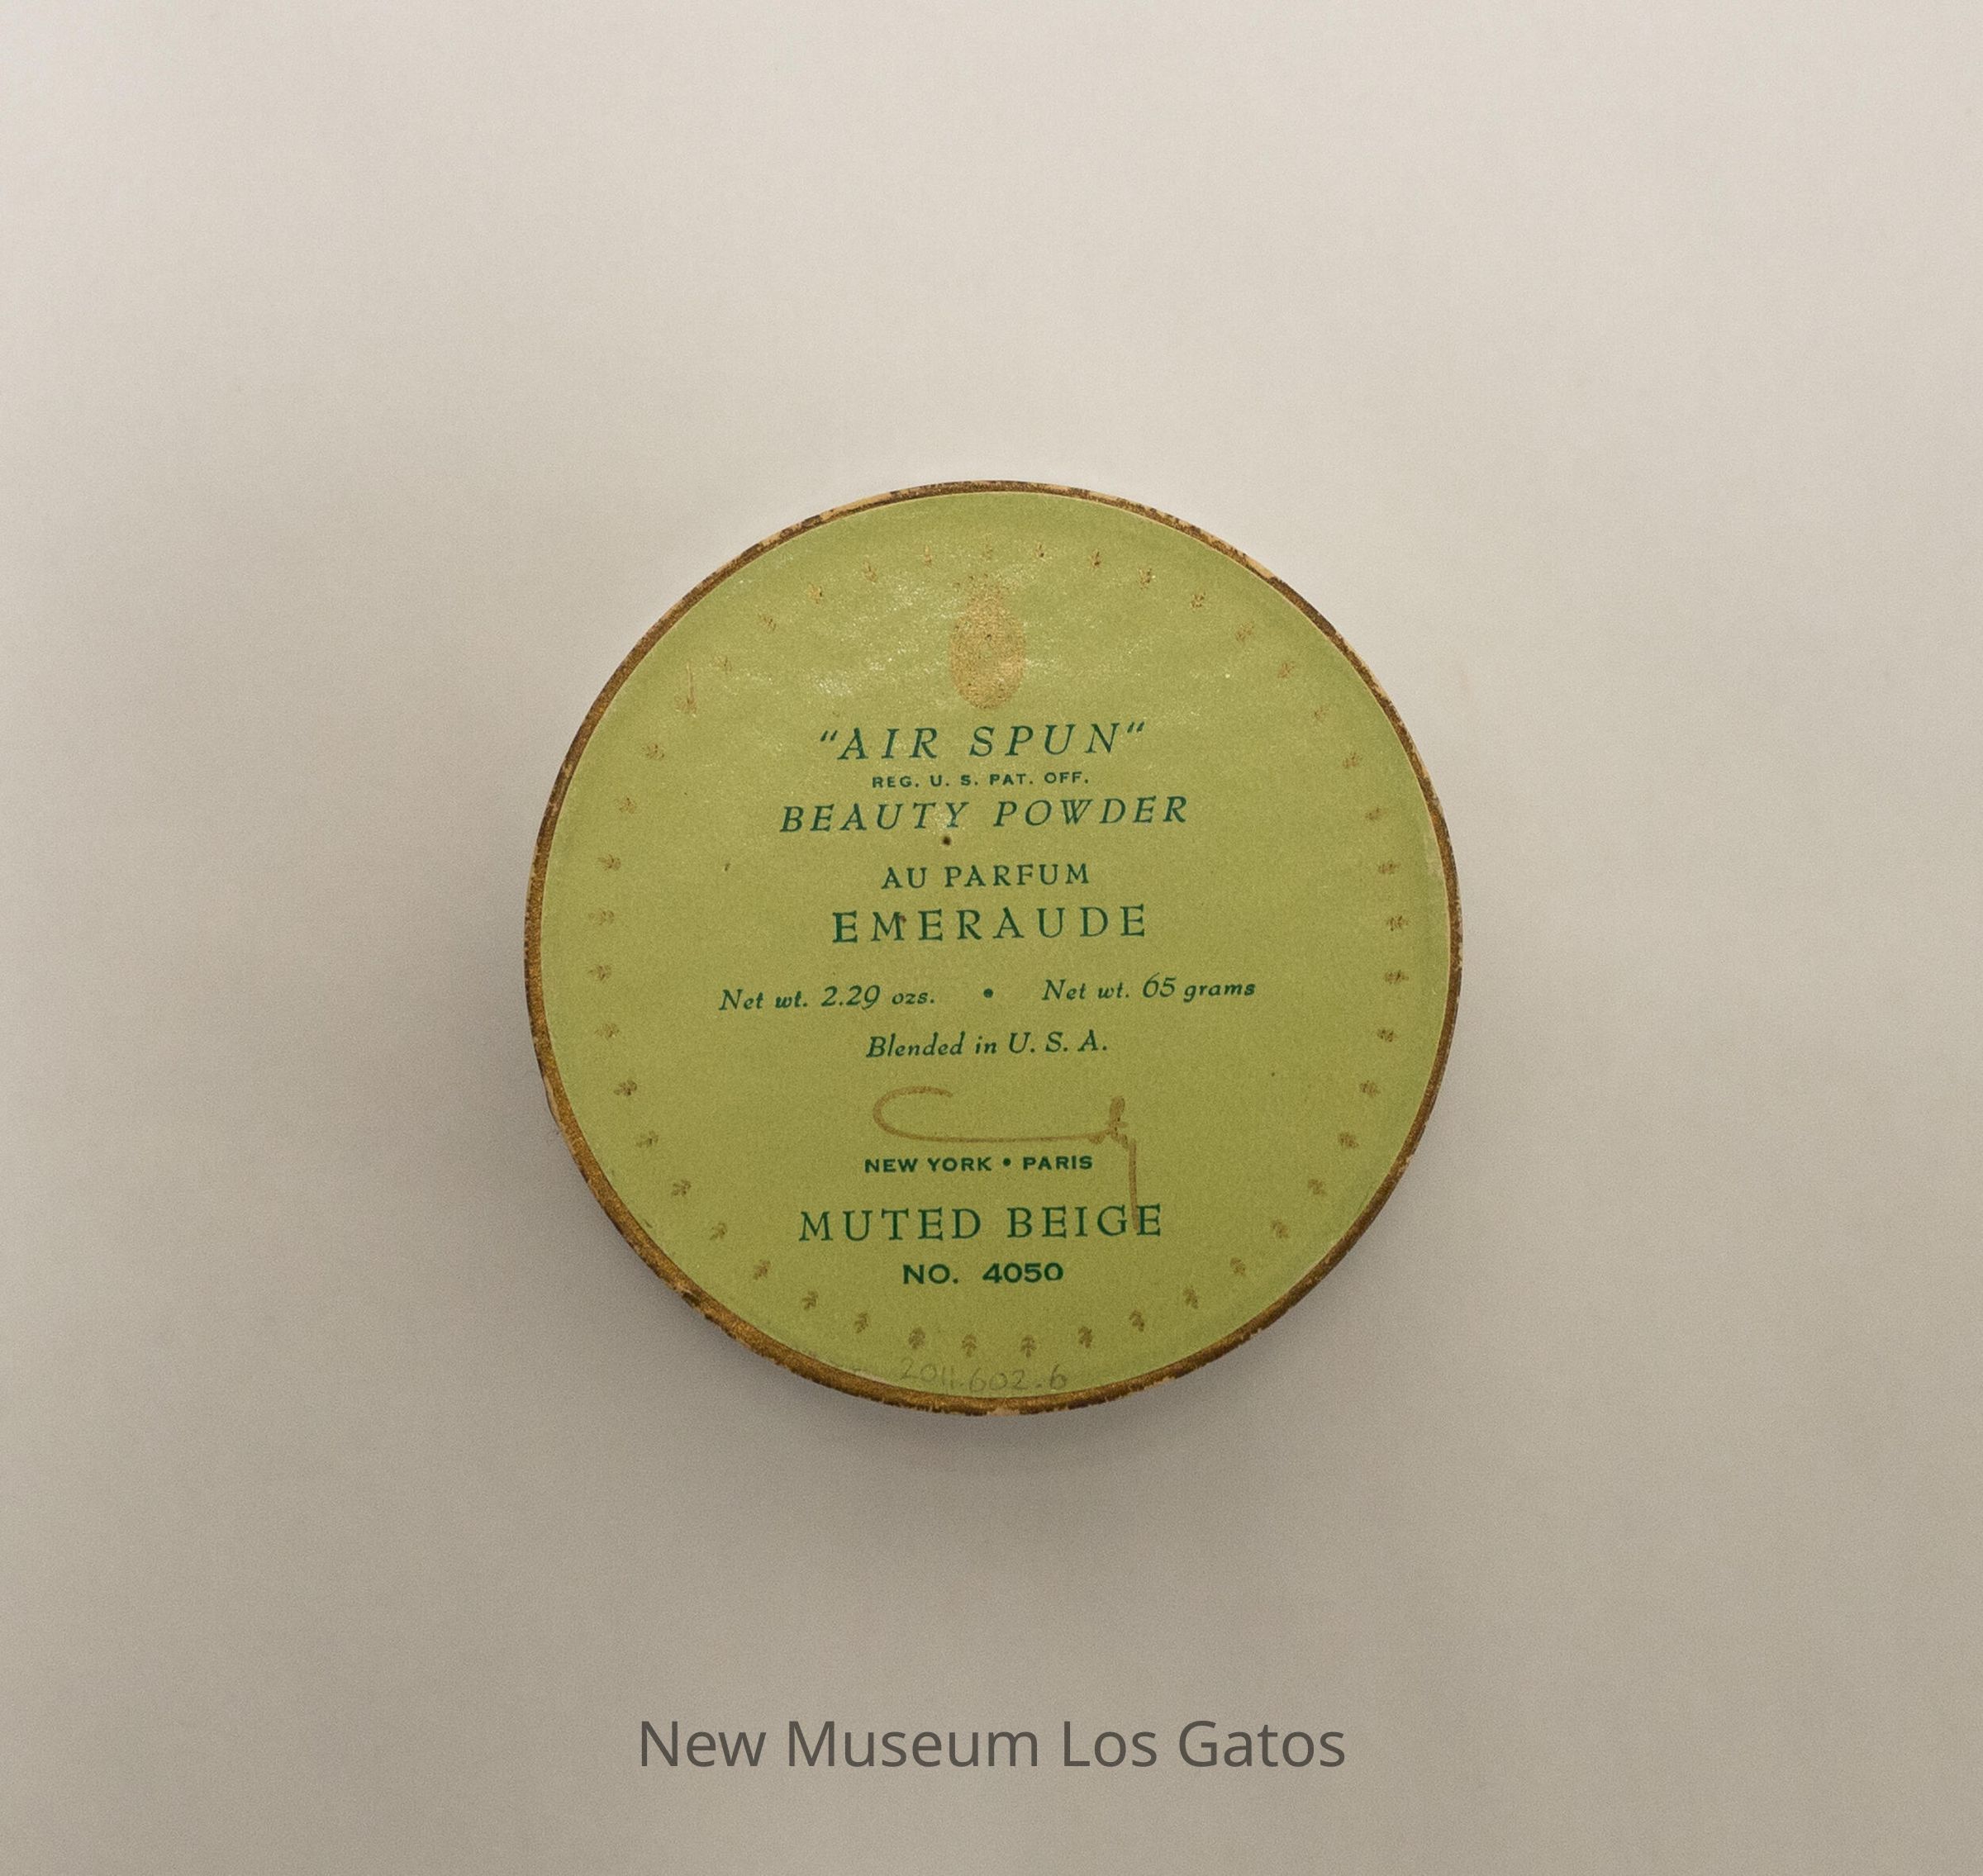 "AIR SPUN"
REG. U. S. PAT. OFF.
BEAUTY POWDER
AU PARFUM
EMERAUDE
Net wt. 2.29 ozs. • Net wt. 65 grams
Blended in U. S. A.
Coty
NEW YORK • PARIS
MUTED BEIGE
NO. 4050
2011.602.6
New Museum Los Gatos